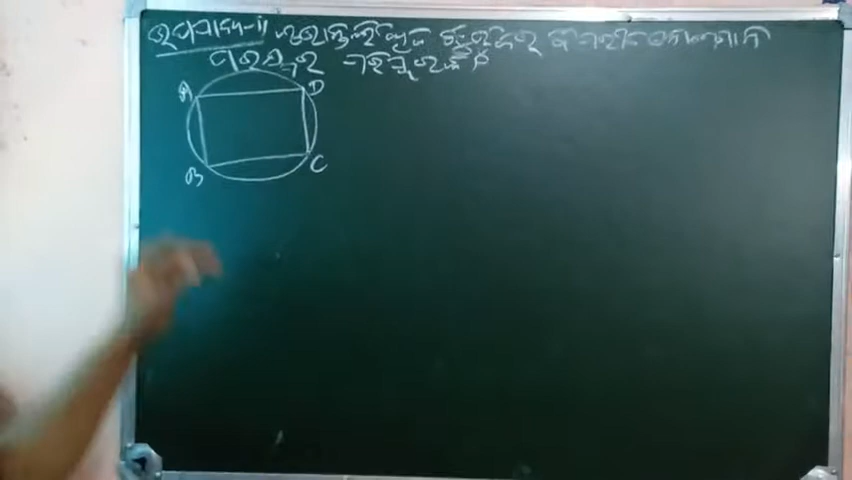 ଉପପାଦ୍ୟ-11 ବୃତ୍ତାନ୍ତର୍ଲିଖିତ ଚତୁର୍ଭୁଜର ବିପରୀତ କୋଣମାନ
ପରସ୍ପର ପରିପୂରକ
A D
B C